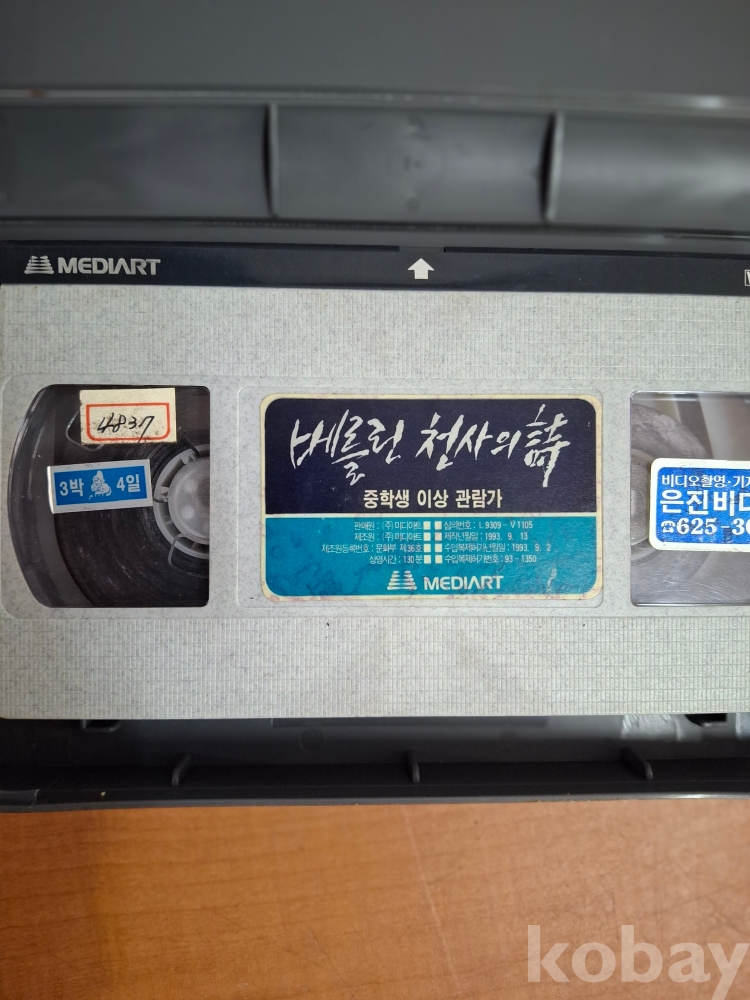 MEDIART
4837
3박 4일
베를린 천사의 詩
중학생 이상 관람가
판매원 : (주) 미디아트 심의번호 : L 9309 - V 1105
제조원 : (주) 미디아트 제작년월일 : 1993. 9. 13
제조원등록번호 : 문화부 제36호 수입복제허가년월일 : 1993. 9. 2
상영시간 : 130분 수입복제허가번호 : 93 - 1350
MEDIART
비디오촬영·기
은진비디
☎625-3
kobay